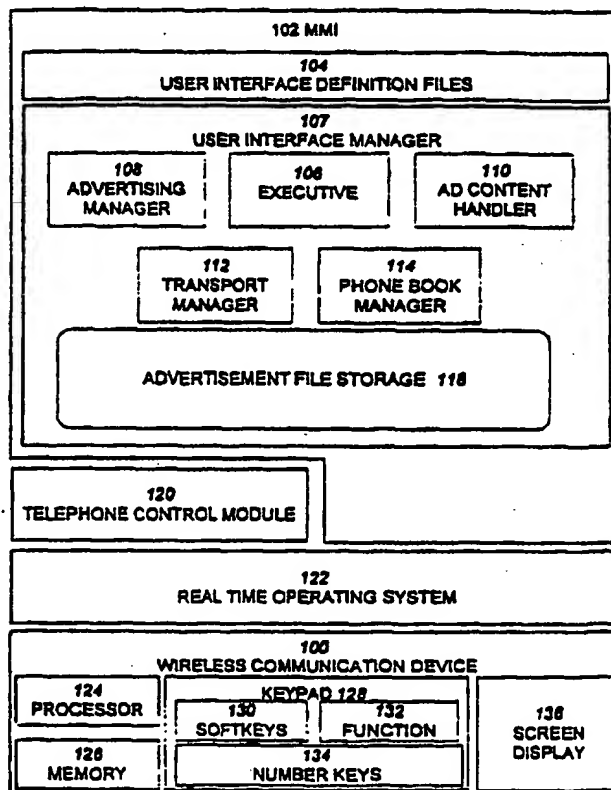 102 MMI
104
USER INTERFACE DEFINITION FILES
107
USER INTERFACE MANAGER
108
ADVERTISING
MANAGER
106
EXECUTIVE
110
AD CONTENT
HANDLER
112
TRANSPORT
MANAGER
114
PHONE BOOK
MANAGER
ADVERTISEMENT FILE STORAGE 118
120
TELEPHONE CONTROL MODULE
122
REAL TIME OPERATING SYSTEM
100
WIRELESS COMMUNICATION DEVICE
124
PROCESSOR
126
MEMORY
KEYPAD 128
130
SOFTKEYS
132
FUNCTION
134
NUMBER KEYS
136
SCREEN
DISPLAY